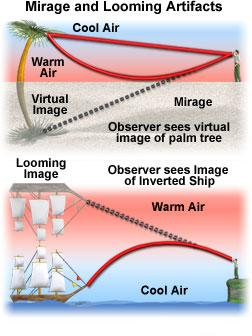 Mirage and Looming Artifacts
Cool Air
Warm
Air
Virtual
Image
Mirage
Observer sees virtual
image of palm tree
Looming
Image
Observer sees Image
of Inverted Ship
Warm Air
Cool Air